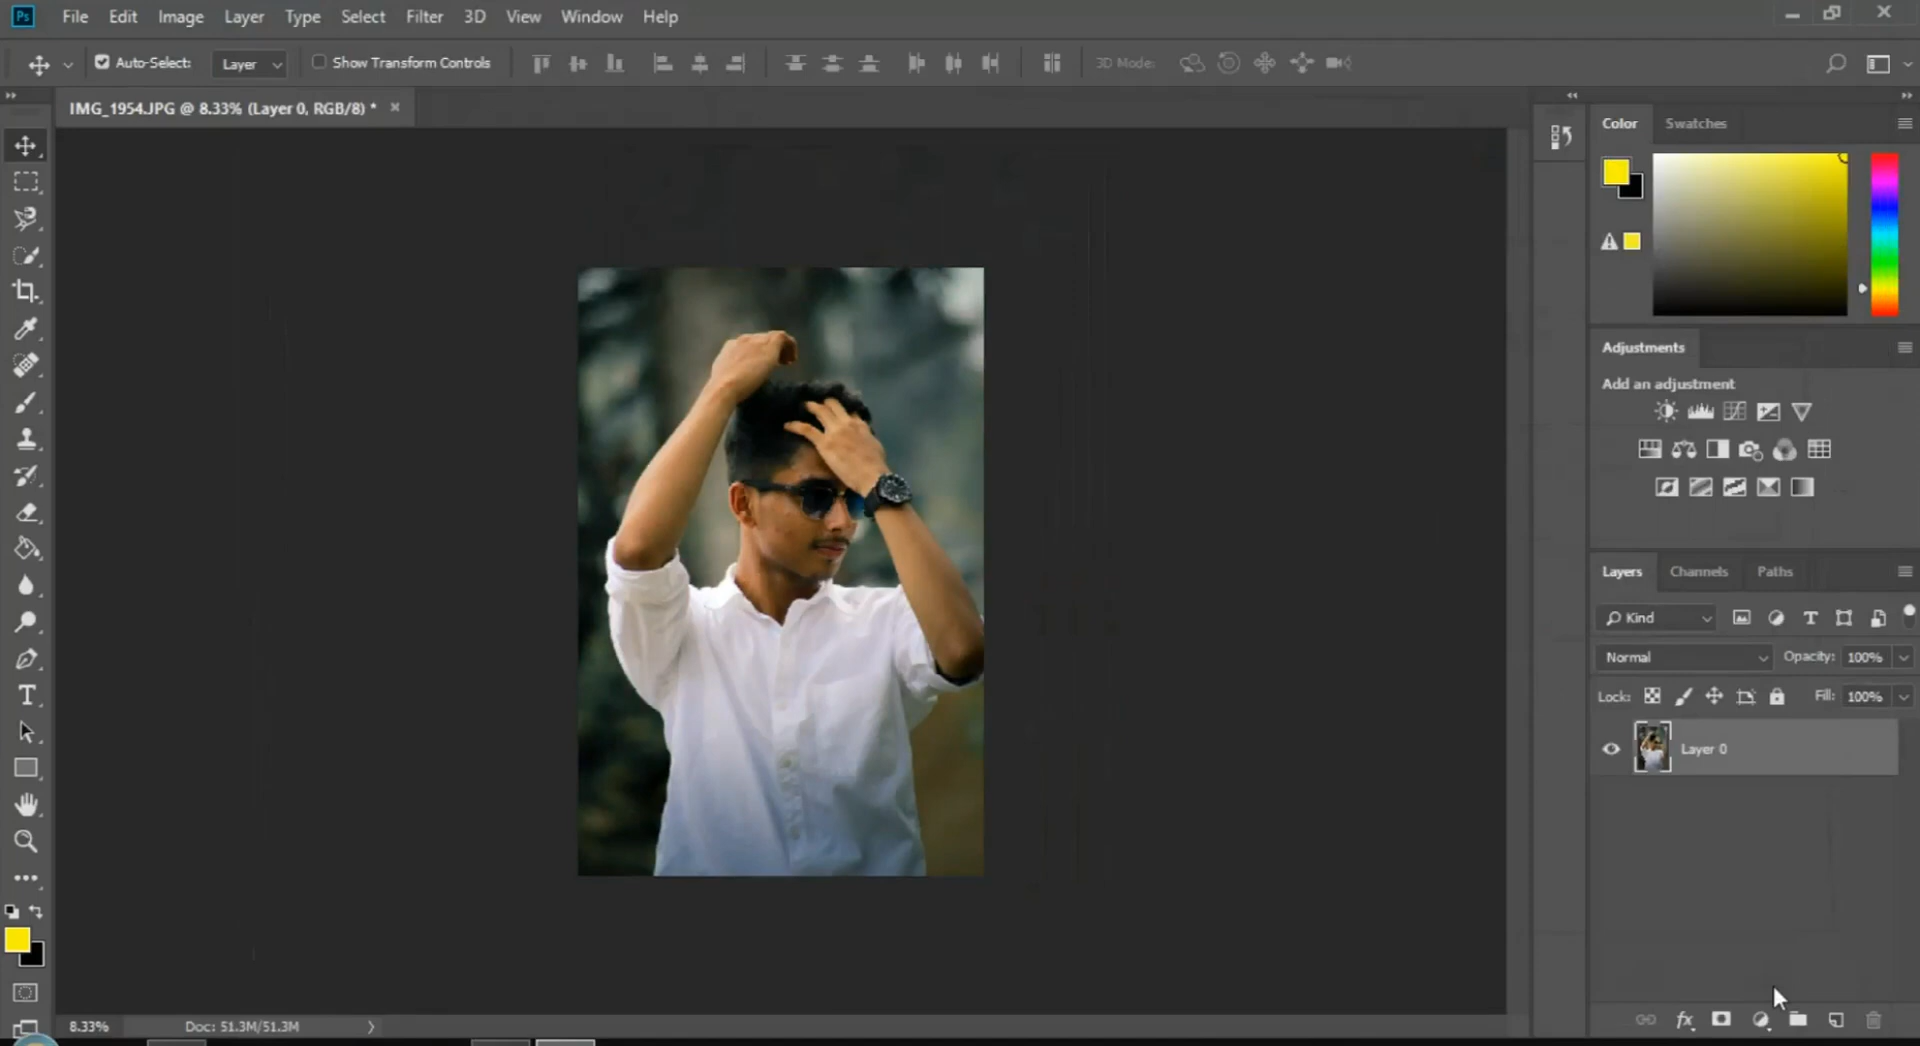 Ps File Edit Image Layer Type Select Filter 3D View Window Help
Auto-Select: Layer Show Transform Controls 3D Mode:
IMG_1954.JPG @ 8.33% (Layer 0, RGB/8) *
Color Swatches
Adjustments
Add an adjustment
Layers Channels Paths
Kind
Normal Opacity: 100%
Lock: Fill: 100%
Layer 0
fx
8.33% Doc: 51.3M/51.3M